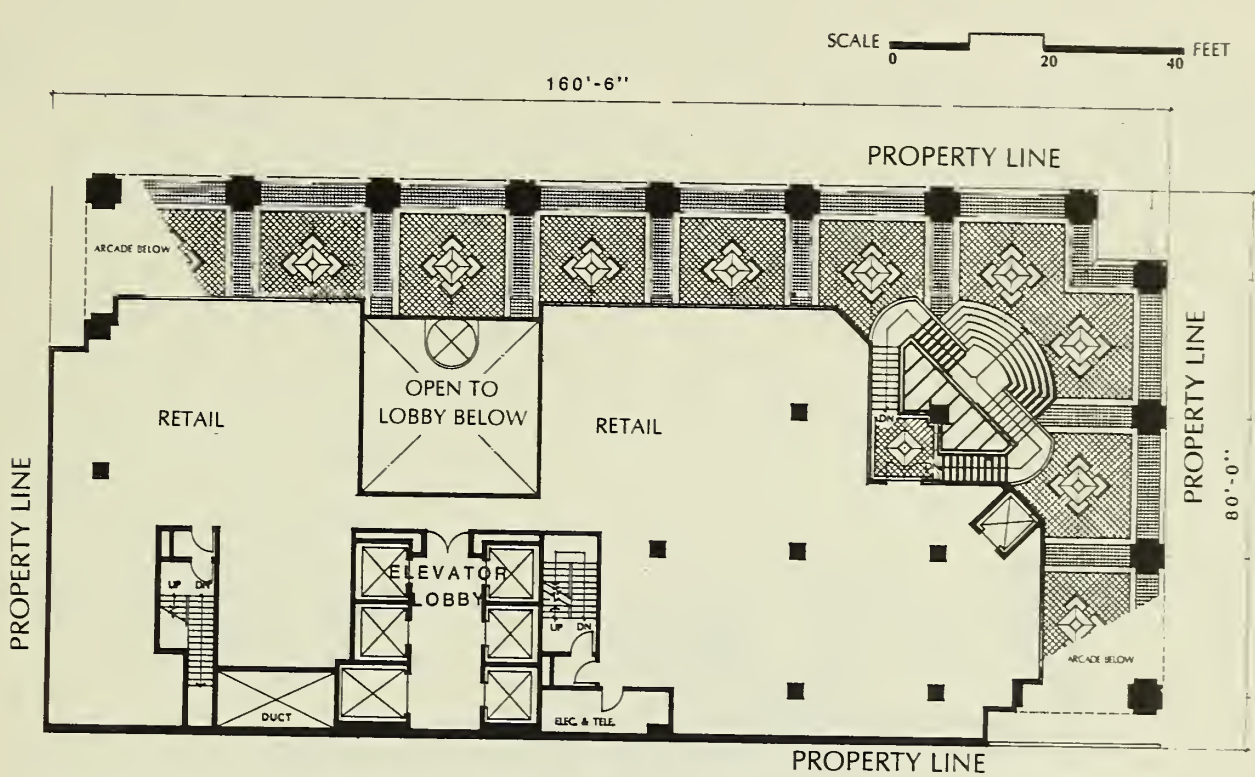 SCALE
FEET
0
20
40
160'-6"
PROPERTY LINE
ARCADE BELOW
OPEN TO
LOBBY BELOW
RETAIL
RETAIL
DN
PROPERTY LINE
80'-0"
PROPERTY LINE
UP DN
ELEVATOR
LOBBY
UP DN
ARCADE BELOW
DUCT
ELEC. & TELE.
PROPERTY LINE